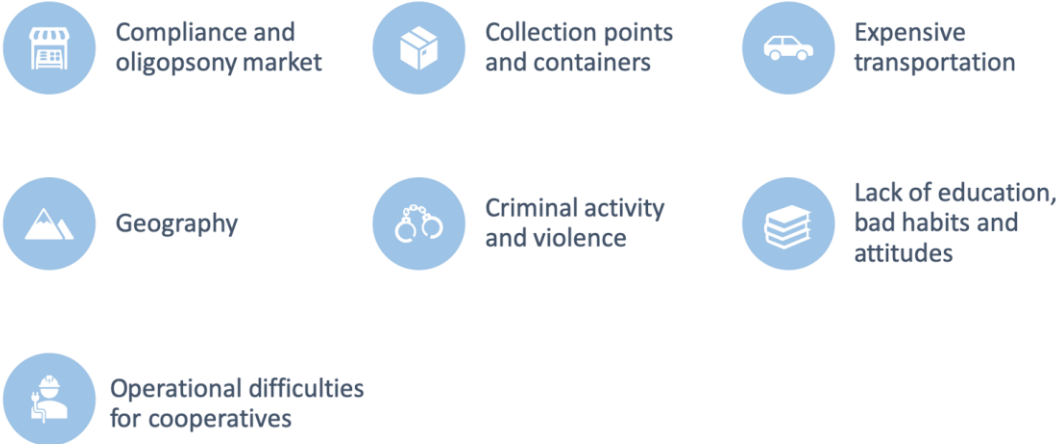 Compliance and
oligopsony market
Collection points
and containers
Expensive
transportation
Geography
Criminal activity
and violence
Lack of education,
bad habits and
attitudes
Operational difficulties
for cooperatives